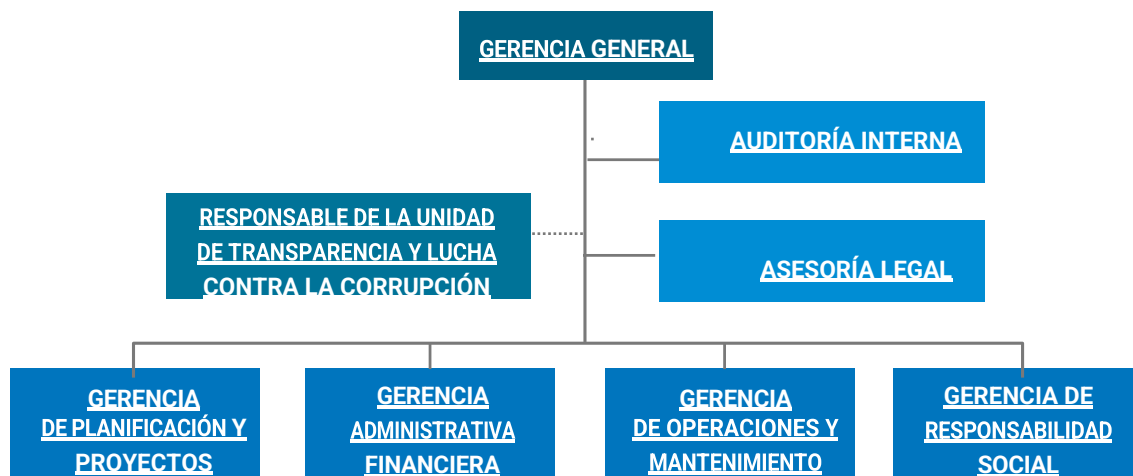 GERENCIA GENERAL
AUDITORÍA INTERNA
RESPONSABLE DE LA UNIDAD
DE TRANSPARENCIA Y LUCHA
CONTRA LA CORRUPCIÓN
ASESORÍA LEGAL
GERENCIA
DE PLANIFICACIÓN Y
PROYECTOS
GERENCIA
ADMINISTRATIVA
FINANCIERA
GERENCIA
DE OPERACIONES Y
MANTENIMIENTO
GERENCIA DE
RESPONSABILIDAD
SOCIAL